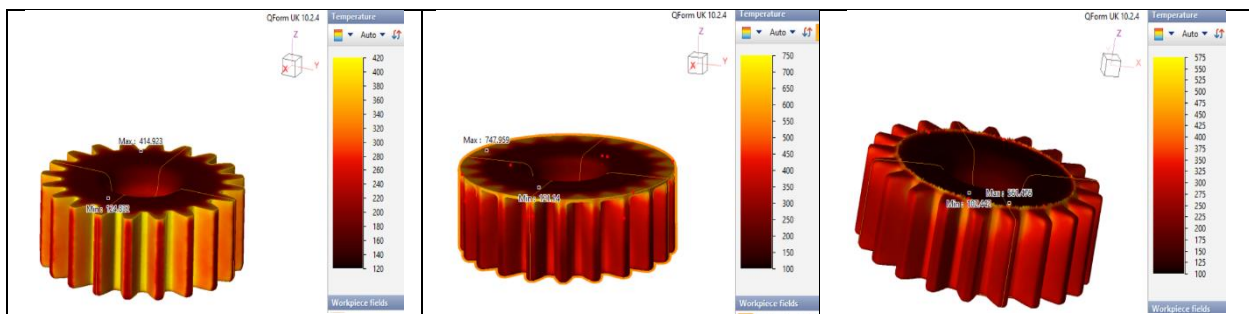 QForm UK 10.2.4
Temperature
Auto
Z
X
Y
420
400
380
360
340
320
300
280
260
240
220
200
180
160
140
120
Max.: 414.923
Min.:
Workpiece fields
QForm UK 10.2.4
Temperature
Auto
Z
X
Y
750
700
650
600
550
500
450
400
350
300
250
200
150
100
Max.: 747.959
Min.:
Workpiece fields
QForm UK 10.2.4
Temperature
Auto
Z
X
575
550
525
500
475
450
425
400
375
350
325
300
275
250
225
200
175
150
125
100
Max.:
Min.:
Workpiece fields